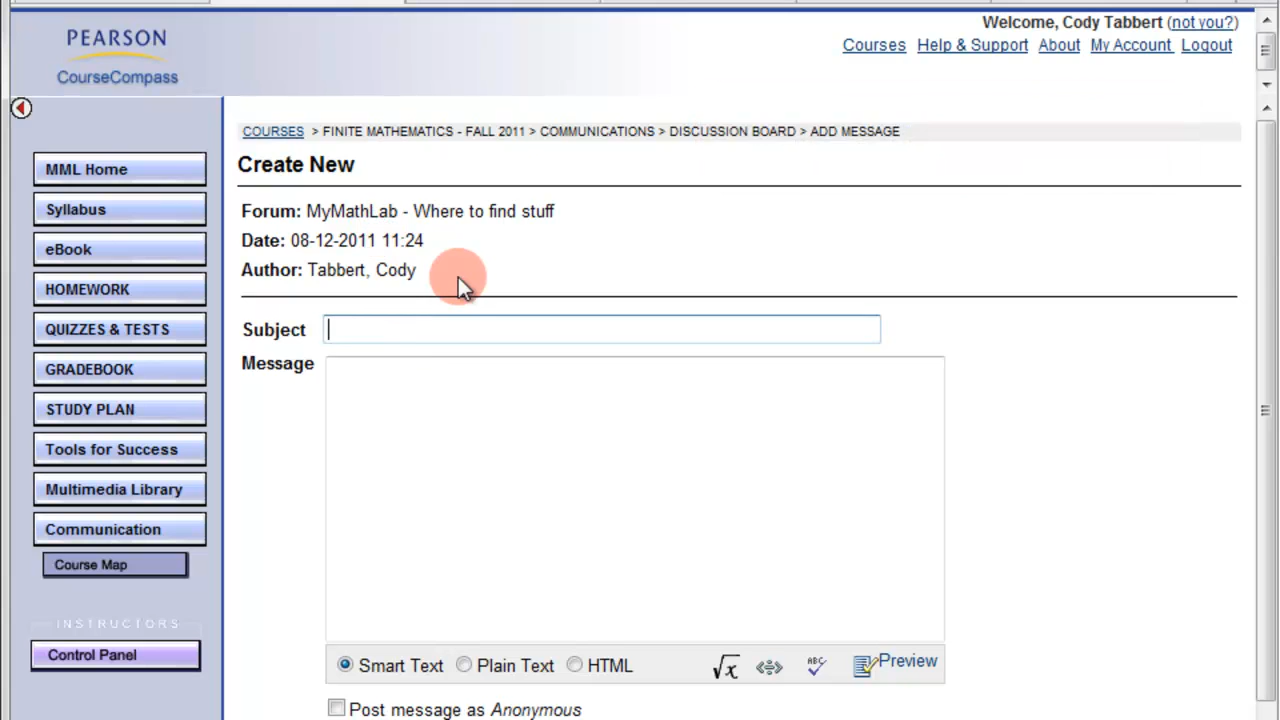 Welcome, Cody Tabbert (not you?)
PEARSON
CourseCompass
Courses Help & Support About My Account Logout
COURSES > FINITE MATHEMATICS - FALL 2011 > COMMUNICATIONS > DISCUSSION BOARD > ADD MESSAGE
Create New
Forum: MyMathLab - Where to find stuff
Date: 08-12-2011 11:24
Author: Tabbert, Cody
Subject
Message
Smart Text Plain Text HTML √x ABC Preview
Post message as Anonymous
MML Home
Syllabus
eBook
HOMEWORK
QUIZZES & TESTS
GRADEBOOK
STUDY PLAN
Tools for Success
Multimedia Library
Communication
Course Map
INSTRUCTORS
Control Panel